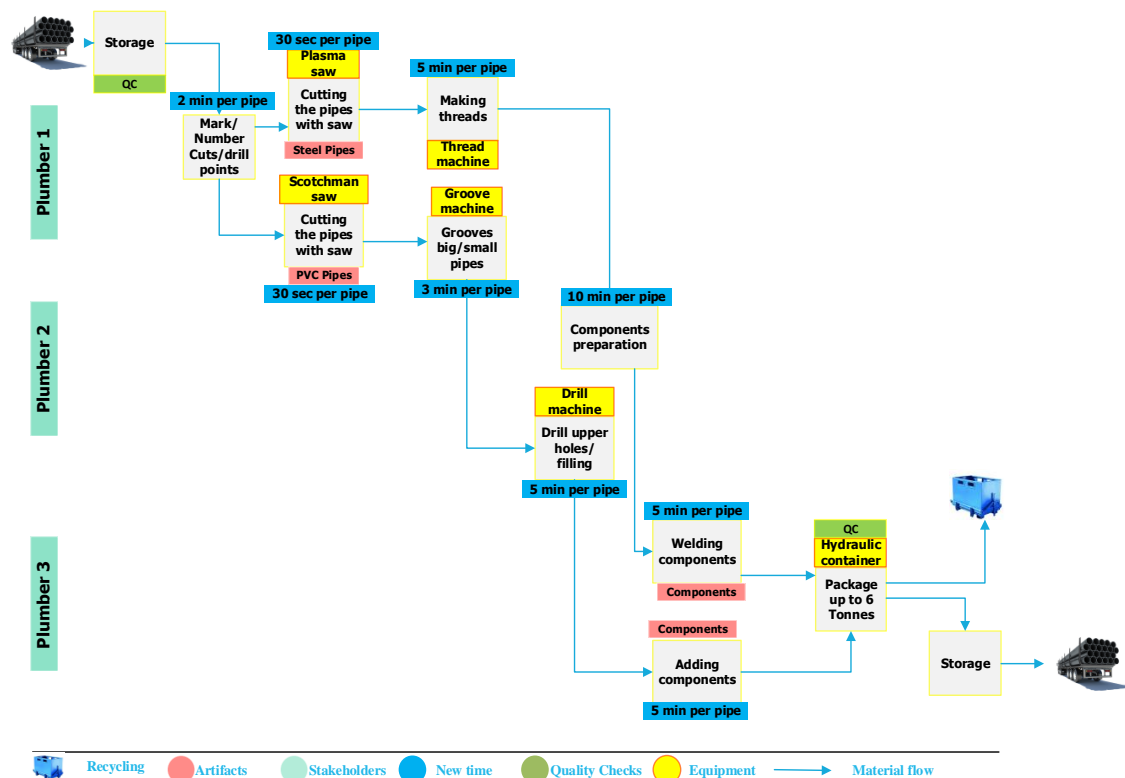 Storage
QC
30 sec per pipe
Plasma
saw
Cutting
the pipes
with saw
Steel Pipes
5 min per pipe
Making
threads
Thread
machine
2 min per pipe
Mark/
Number
Cuts/drill
points
Plumber 1
Scotchman
saw
Cutting
the pipes
with saw
PVC Pipes
30 sec per pipe
Groove
machine
Grooves
big/small
pipes
3 min per pipe
Plumber 2
10 min per pipe
Components
preparation
Drill
machine
Drill upper
holes/
filling
5 min per pipe
Plumber 3
5 min per pipe
Welding
components
Components
QC
Hydraulic
container
Package
up to 6
Tonnes
Components
Adding
components
5 min per pipe
Storage
Recycling
Artifacts
Stakeholders
New time
Quality Checks
Equipment
Material flow